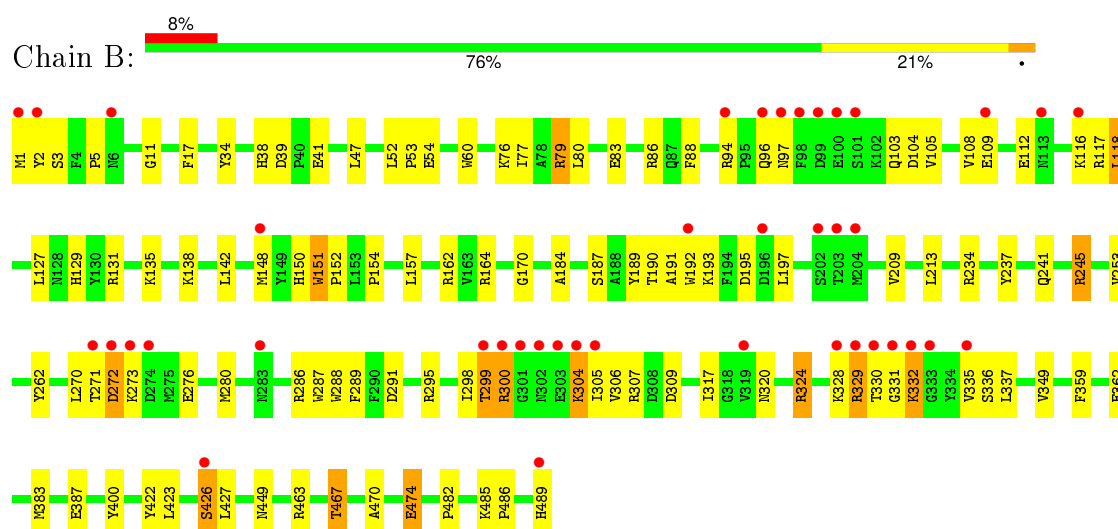 8%
Chain B:
76% 21% •
M1 Y2 S3 F4 P5 N6 G11 F17 Y34 H38 D39 P40 E41 L47 L52 P53 E54 W60 K76 I77 A78 R79 L80 E83 R86 Q87 F88 R94 P95 Q96 N97 F98 D99 E100 S101 K102 Q103 D104 V105 V108 E109 E112 N113 K116 R117 L118
L127 N128 H129 Y130 R131 K135 K138 L142 M148 Y149 H150 W151 P152 L153 P154 L157 R162 V163 R164 G170 A184 S187 A188 Y189 T190 A191 W192 K193 F194 D195 D196 L197 S202 T203 M204 V209 L213 R234 Y237 Q241 R245 V253
Y262 L270 T271 D272 K273 D274 M275 E276 M280 N283 R286 W287 W288 F289 F290 D291 R295 I298 T299 R300 G301 N302 E303 K304 I305 V306 R307 D308 D309 I317 G318 V319 N320 R324 K328 R329 T330 G331 K332 G333 Y334 V335 S336 L337 V349 F359
M383 E387 Y400 Y422 L423 S426 L427 N449 R463 T467 A470 E474 P482 K485 P486 H489